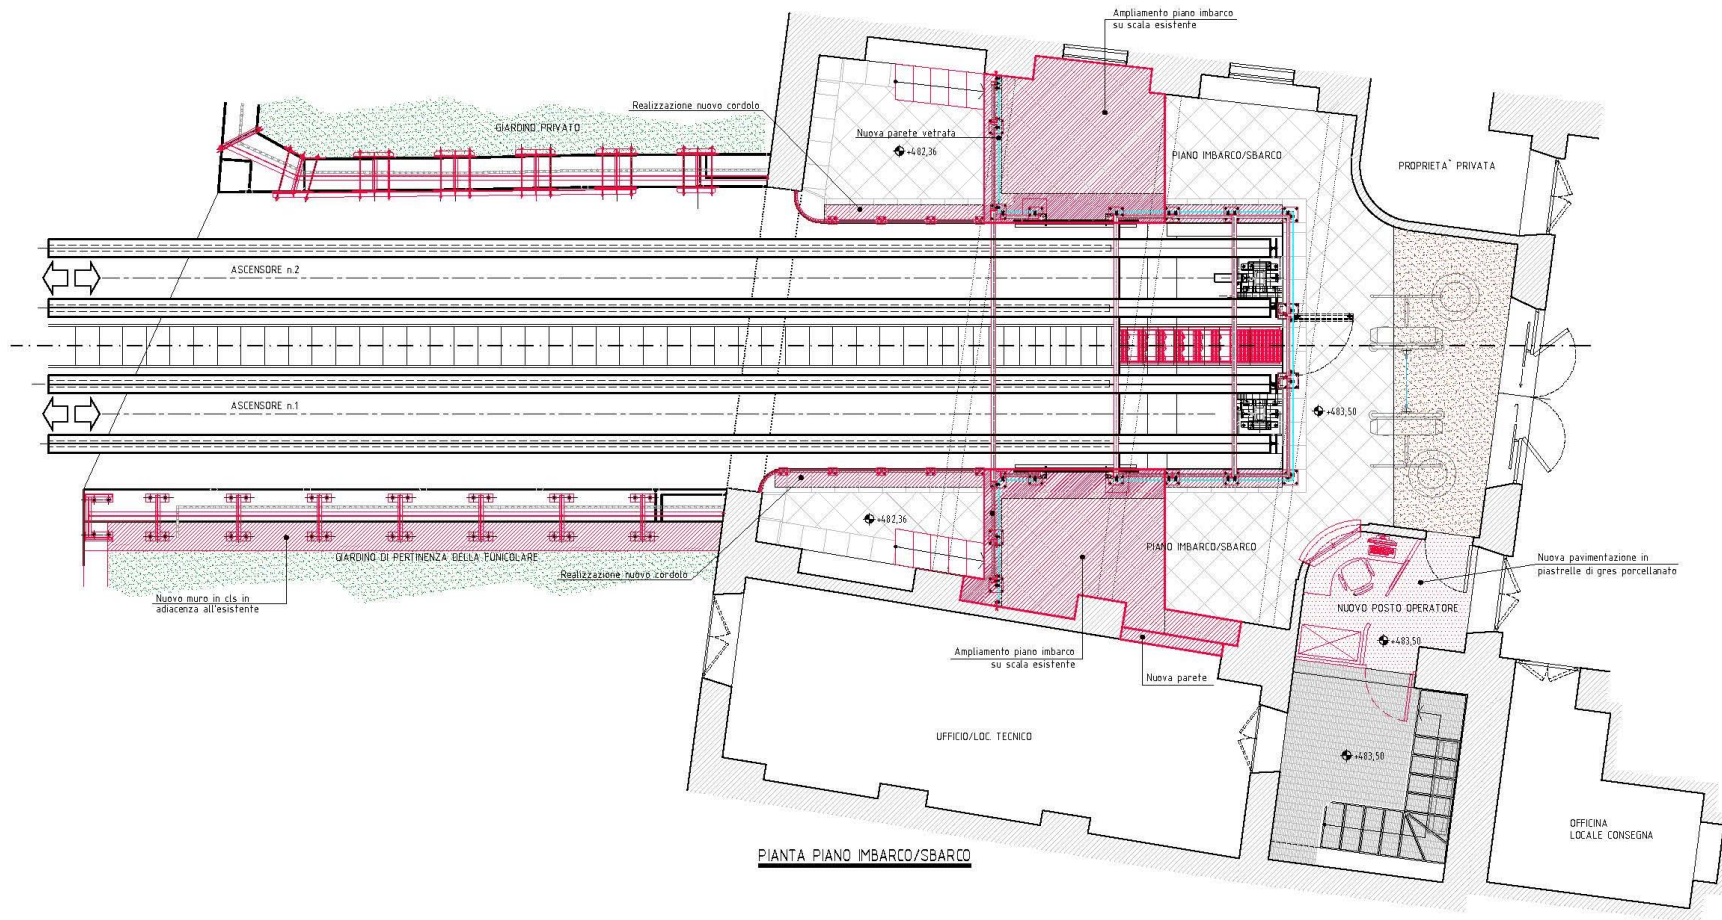 Ampliamento piano imbarco
su scala esistente
Realizzazione nuovo cordolo
GIARDINO PRIVATO
Nuova parete vetrata
+482,36
PIANO IMBARCO/SBARCO
PROPRIETA` PRIVATA
ASCENSORE n.2
ASCENSORE n.1
+483,50
+482,36
GIARDINO DI PERTINENZA DELLA FUNICOLARE
PIANO IMBARCO/SBARCO
Realizzazione nuovo cordolo
Nuova pavimentazione in
piastrelle di gres porcellanato
Nuovo muro in cls in
adiacenza all'esistente
NUOVO POSTO OPERATORE
+483,50
Ampliamento piano imbarco
su scala esistente
Nuova parete
UFFICIO/LOC. TECNICO
+483,50
OFFICINA
LOCALE CONSEGNA
PIANTA PIANO IMBARCO/SBARCO